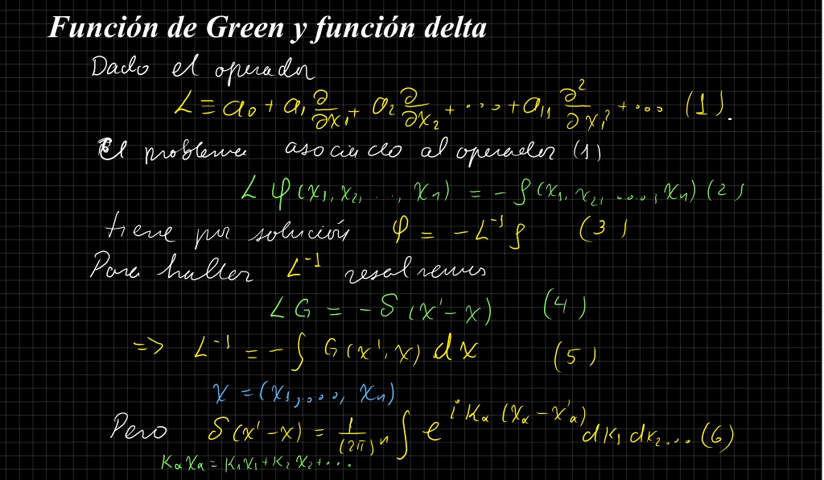 Función de Green y función delta
Dado el operador
L ≡ a₀ + a₁ ∂/∂x₁ + a₂ ∂/∂x₂ + ... + a₁₁ ∂²/∂x₁² + ... (1).
El problema asociado al operador (1)
L φ(x₁, x₂, ..., xₙ) = -ρ(x₁, x₂, ..., xₙ) (2)
tiene por solución φ = -L⁻¹ρ (3)
Para hallar L⁻¹ resolvemos
LG = -δ(x'-x) (4)
=> L⁻¹ = -∫ G(x', x) dx (5)
x = (x₁, ..., xₙ)
Pero δ(x'-x) = 1/(2π)ⁿ ∫ e^{i K_α (x_α - x'_α)} dK₁ dK₂ ... (6)
K_α x_α = K₁x₁ + K₂x₂ + ...